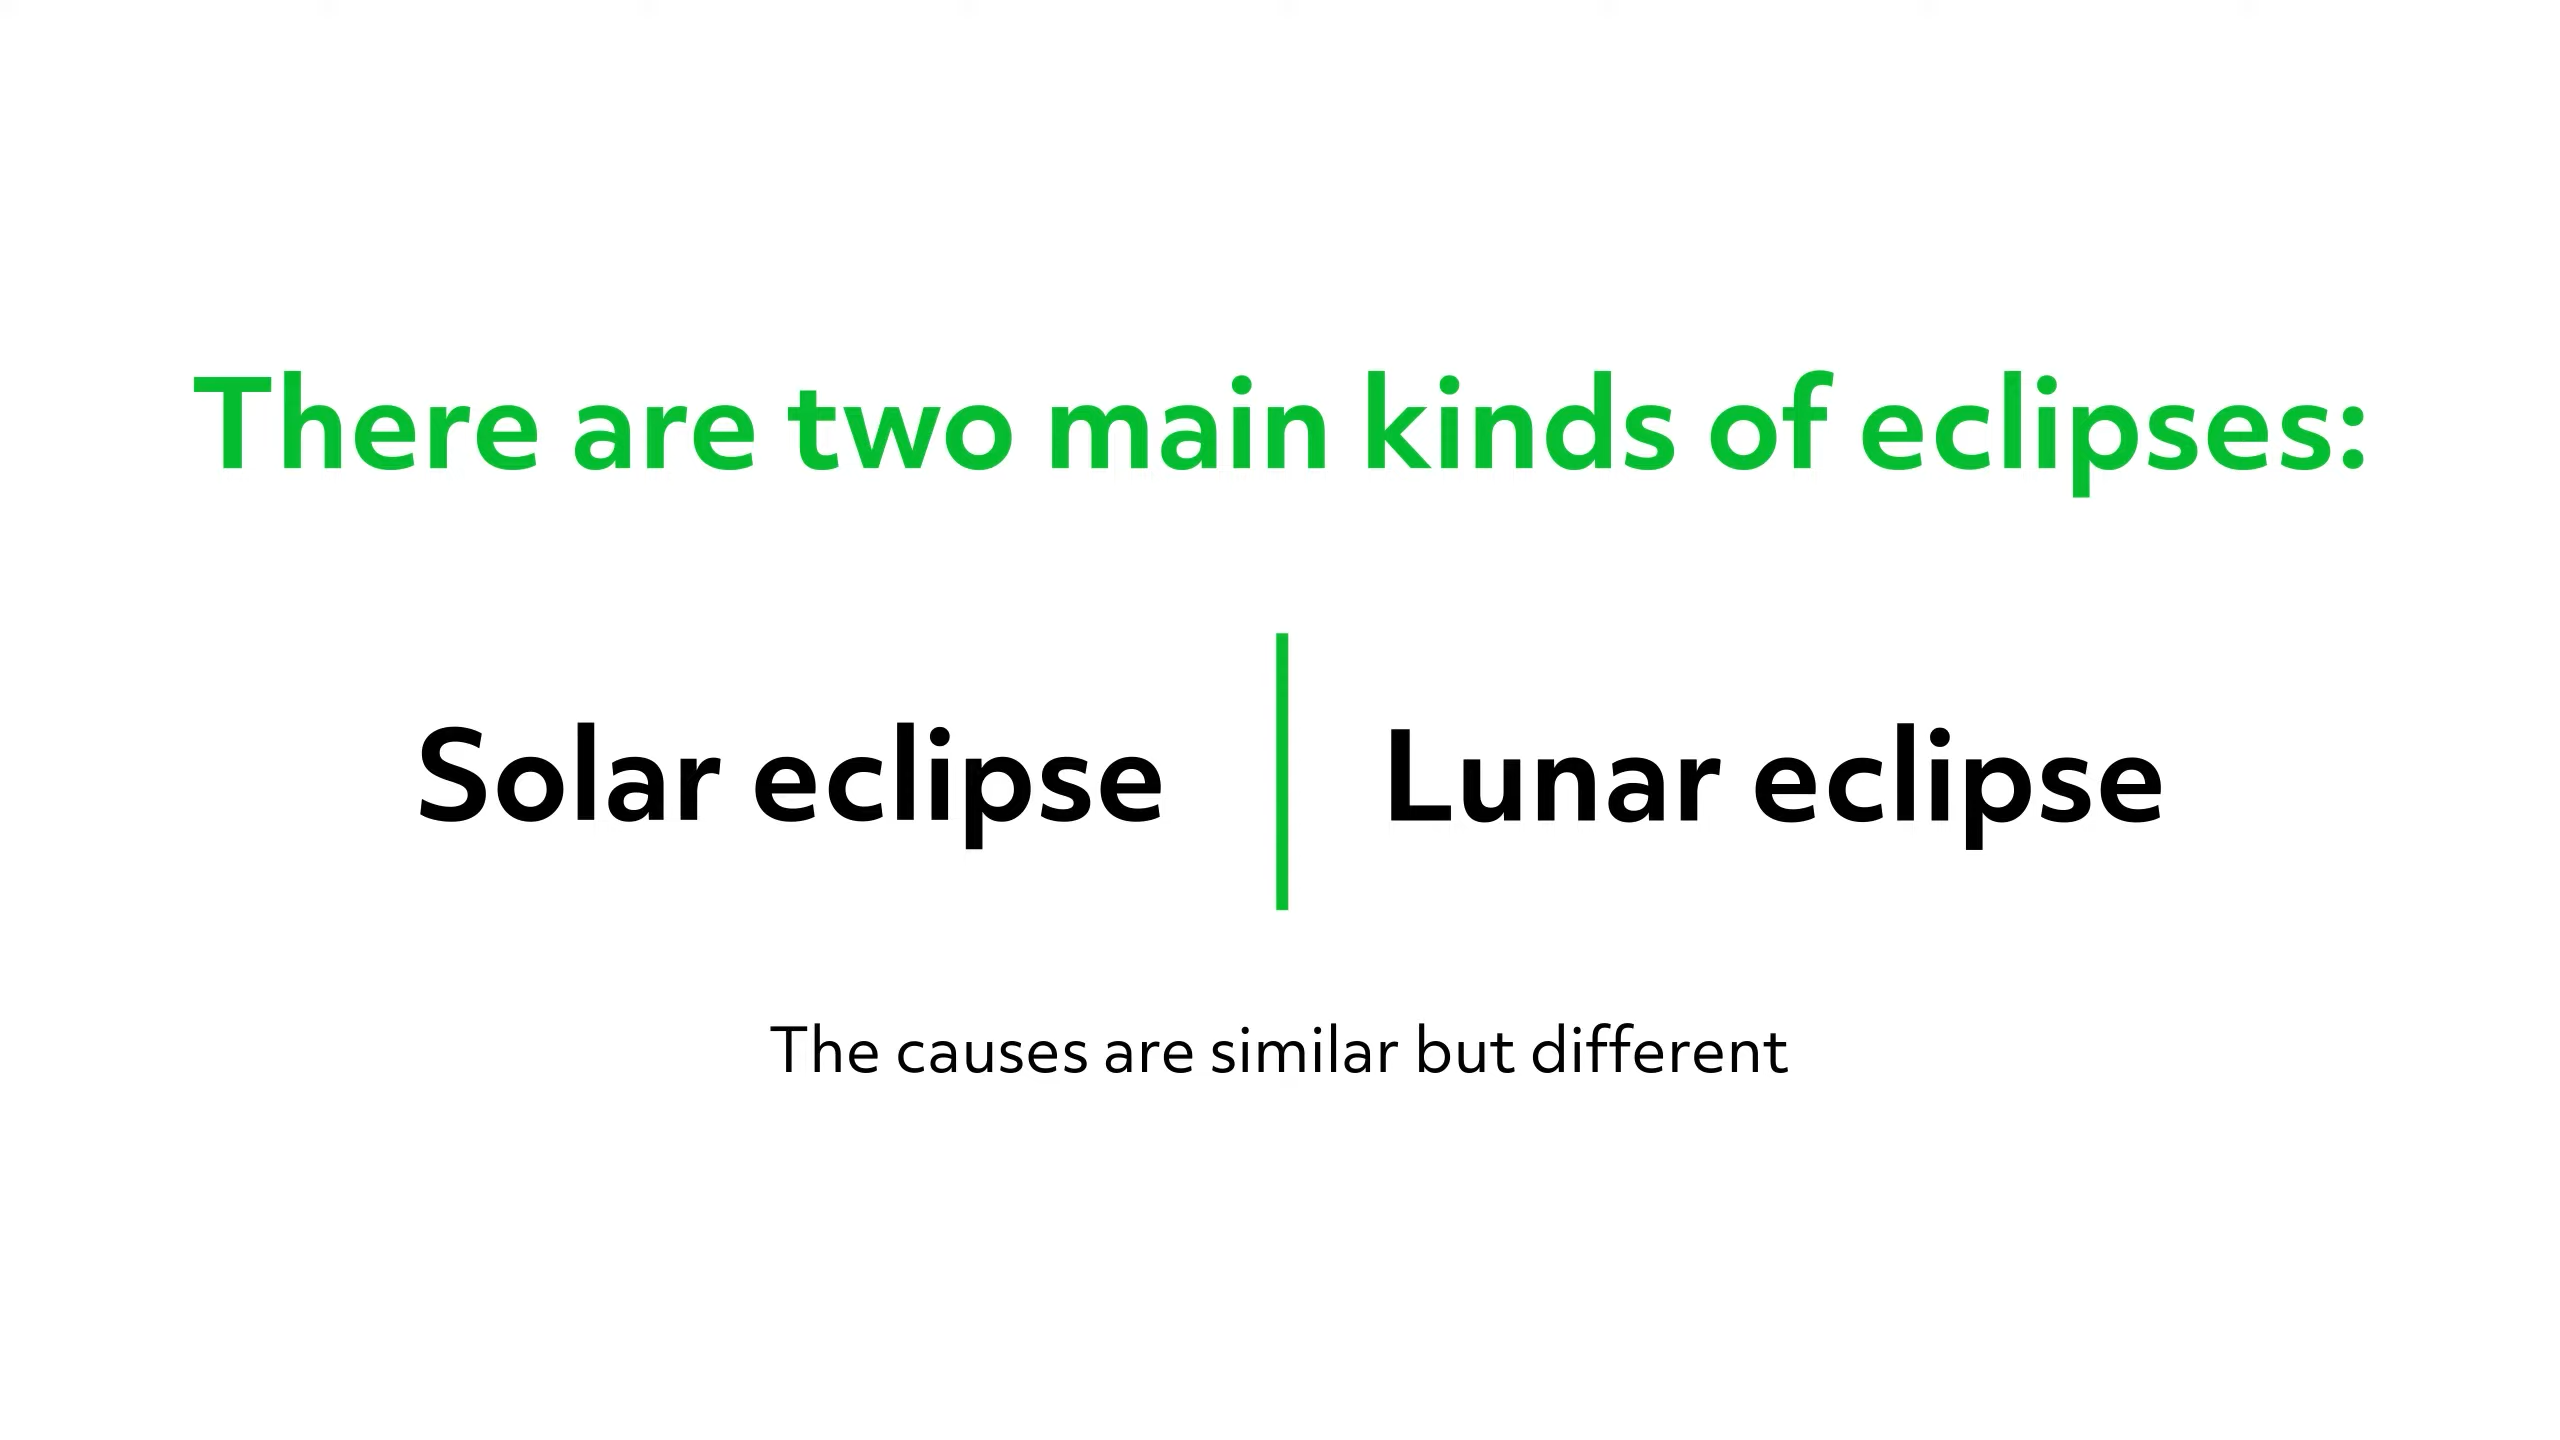 There are two main kinds of eclipses:
Solar eclipse
Lunar eclipse
The causes are similar but different